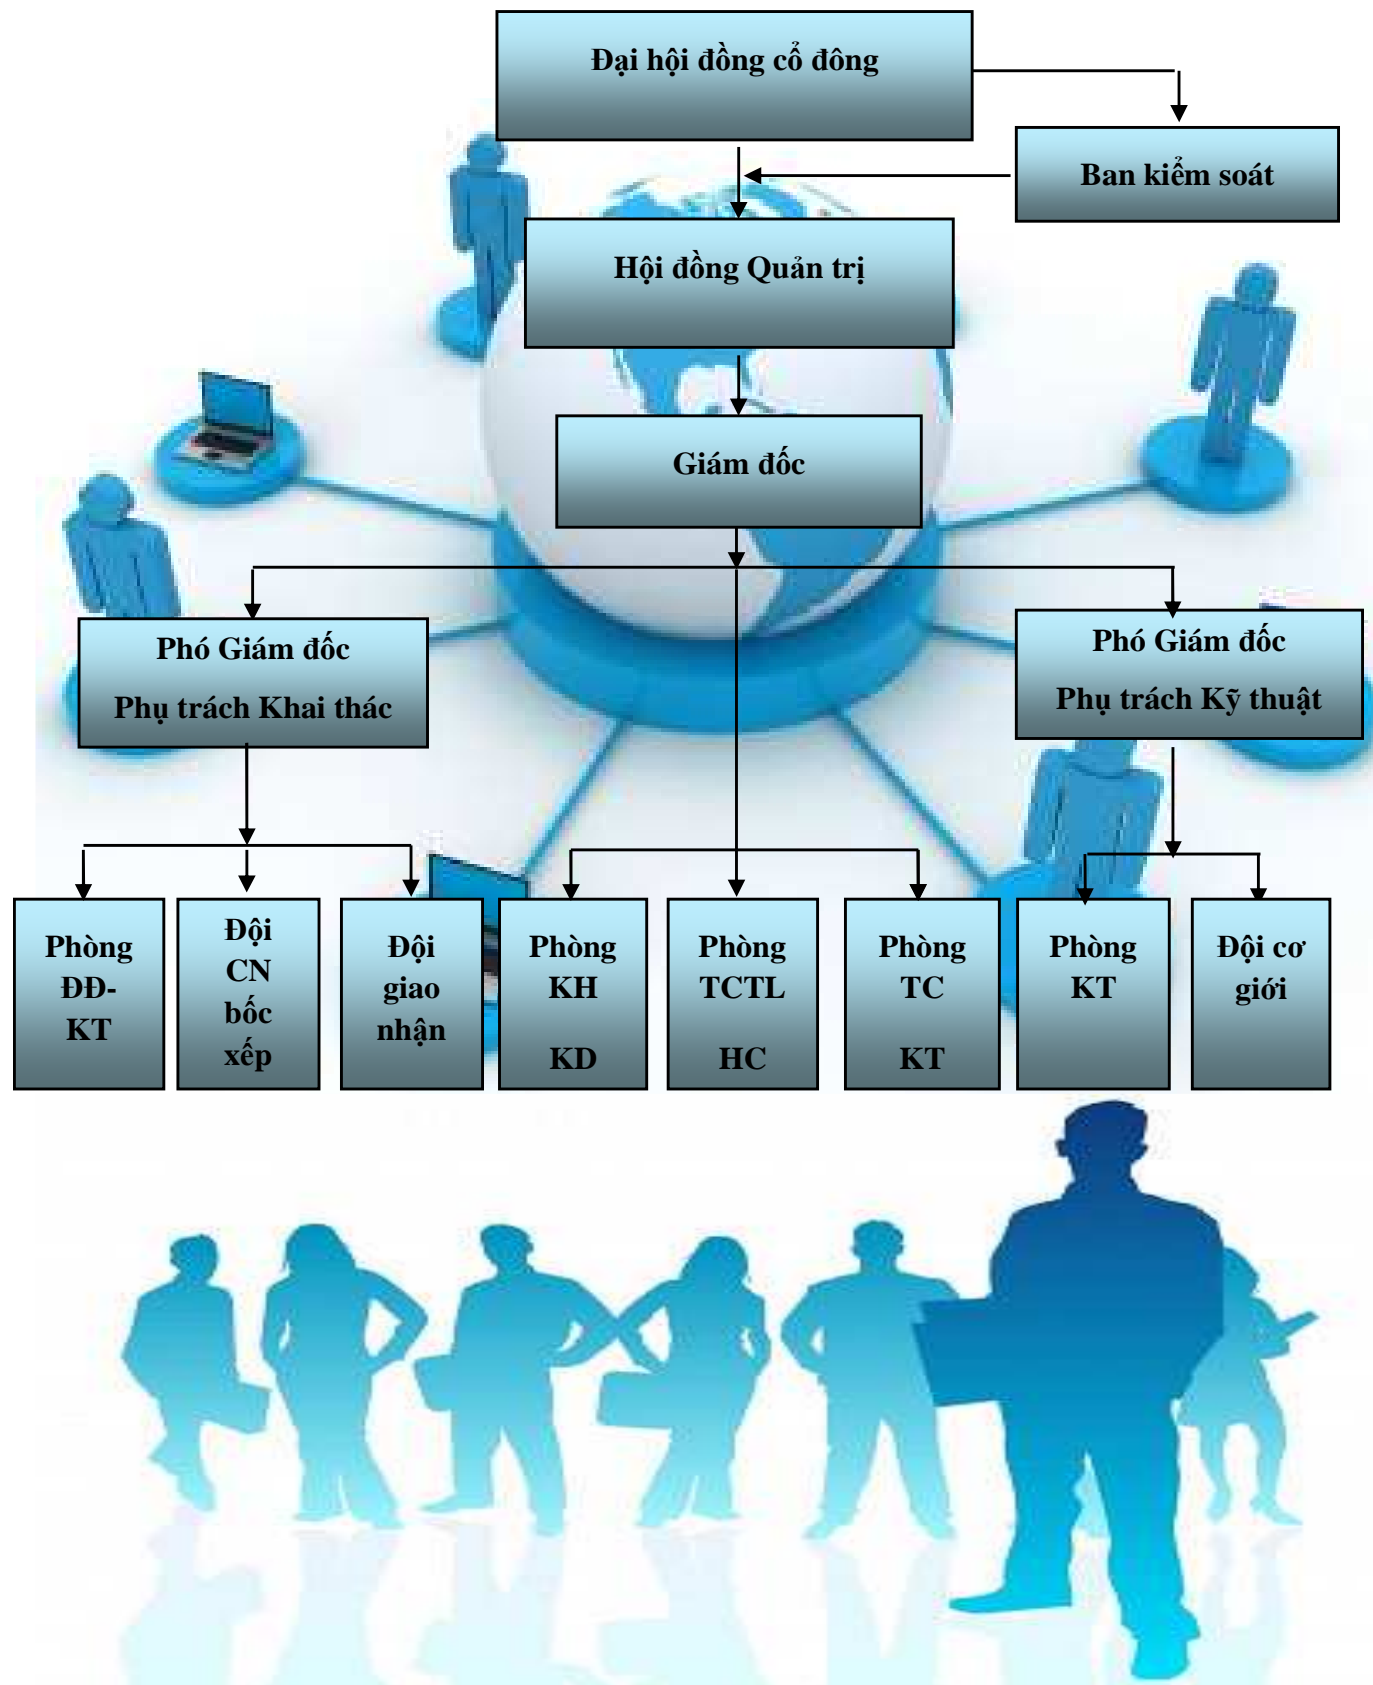 Đại hội đồng cổ đông
Ban kiểm soát
Hội đồng Quản trị
Giám đốc
Phó Giám đốc
Phụ trách Khai thác
Phó Giám đốc
Phụ trách Kỹ thuật
Phòng
ĐĐ-
KT
Đội
CN
bốc
xếp
Đội
giao
nhận
Phòng
KH
KD
Phòng
TCTL
HC
Phòng
TC
KT
Phòng
KT
Đội cơ
giới